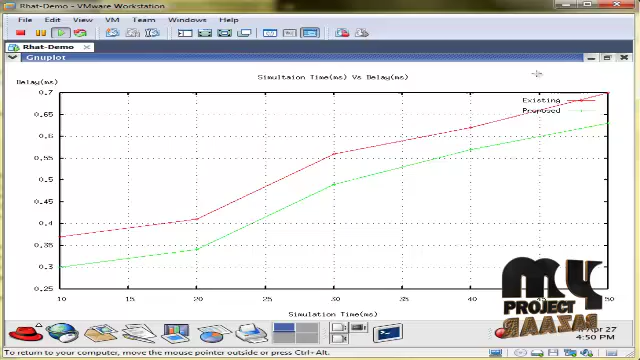 Rhat-Demo - VMware Workstation
File Edit View VM Team Windows Help
Rhat-Demo
Gnuplot
Simultaion Time(ms) Vs Delay(ms)
Delay(ms)
Existing
Proposed
0.7
0.65
0.6
0.55
0.5
0.45
0.4
0.35
0.3
0.25
10 15 20 25 30 35 40
Simulation Time(ms)
MY
PROJECT
BAZAAR
Apr 27
4:50 PM
To return to your computer, move the mouse pointer outside or press Ctrl+Alt.